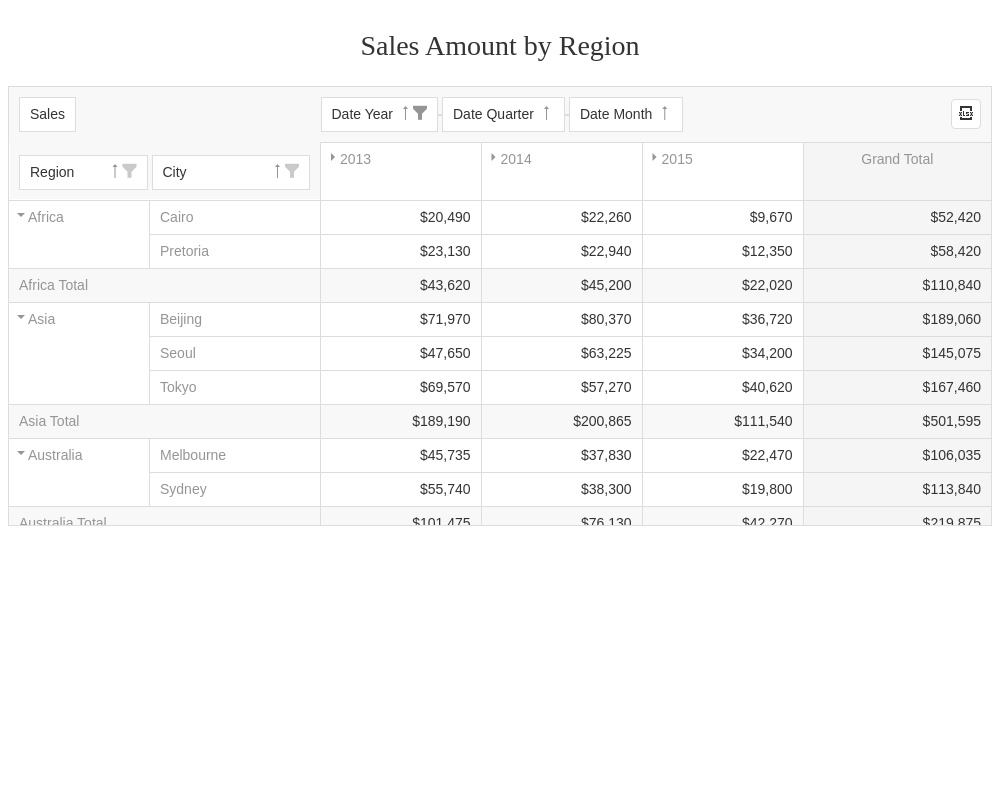 Sales Amount by Region
Sales Date Year Date Quarter Date Month XLSX
Region City 2013 2014 2015 Grand Total
Africa Cairo $20,490 $22,260 $9,670 $52,420
Pretoria $23,130 $22,940 $12,350 $58,420
Africa Total $43,620 $45,200 $22,020 $110,840
Asia Beijing $71,970 $80,370 $36,720 $189,060
Seoul $47,650 $63,225 $34,200 $145,075
Tokyo $69,570 $57,270 $40,620 $167,460
Asia Total $189,190 $200,865 $111,540 $501,595
Australia Melbourne $45,735 $37,830 $22,470 $106,035
Sydney $55,740 $38,300 $19,800 $113,840
Australia Total $101,475 $76,130 $42,270 $219,875